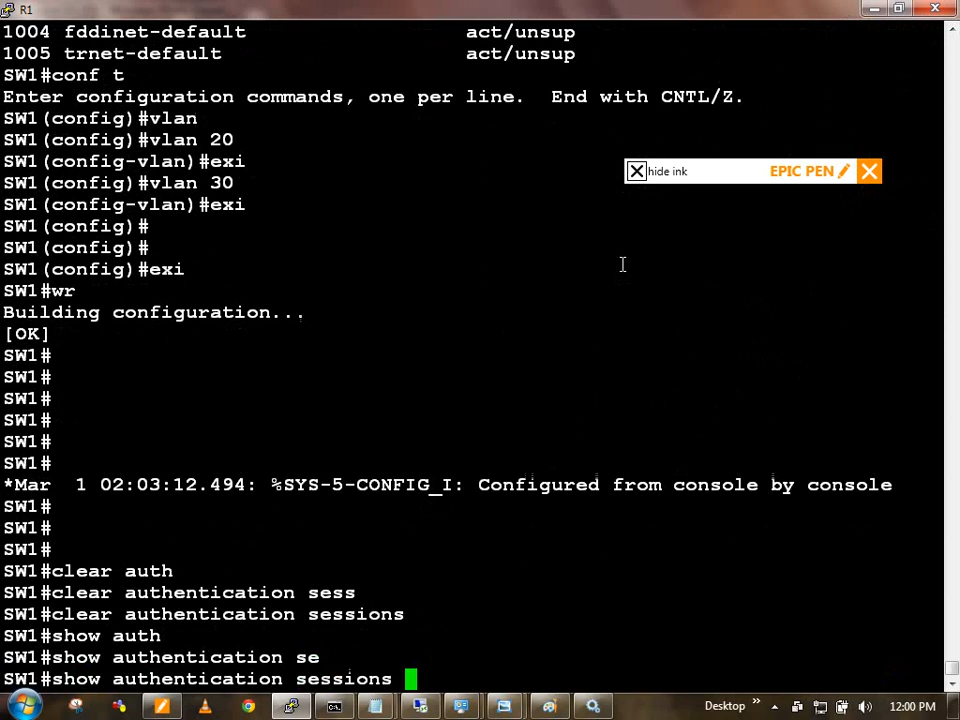 R1
1004 fddinet-default act/unsup
1005 trnet-default act/unsup
SW1#conf t
Enter configuration commands, one per line. End with CNTL/Z.
SW1(config)#vlan
SW1(config)#vlan 20
SW1(config-vlan)#exi
hide ink EPIC PEN
SW1(config)#vlan 30
SW1(config-vlan)#exi
SW1(config)#
SW1(config)#
SW1(config)#exi
SW1#wr
Building configuration...
[OK]
SW1#
SW1#
SW1#
SW1#
SW1#
SW1#
*Mar 1 02:03:12.494: %SYS-5-CONFIG_I: Configured from console by console
SW1#
SW1#
SW1#
SW1#clear auth
SW1#clear authentication sess
SW1#clear authentication sessions
SW1#show auth
SW1#show authentication se
SW1#show authentication sessions
Desktop » 12:00 PM